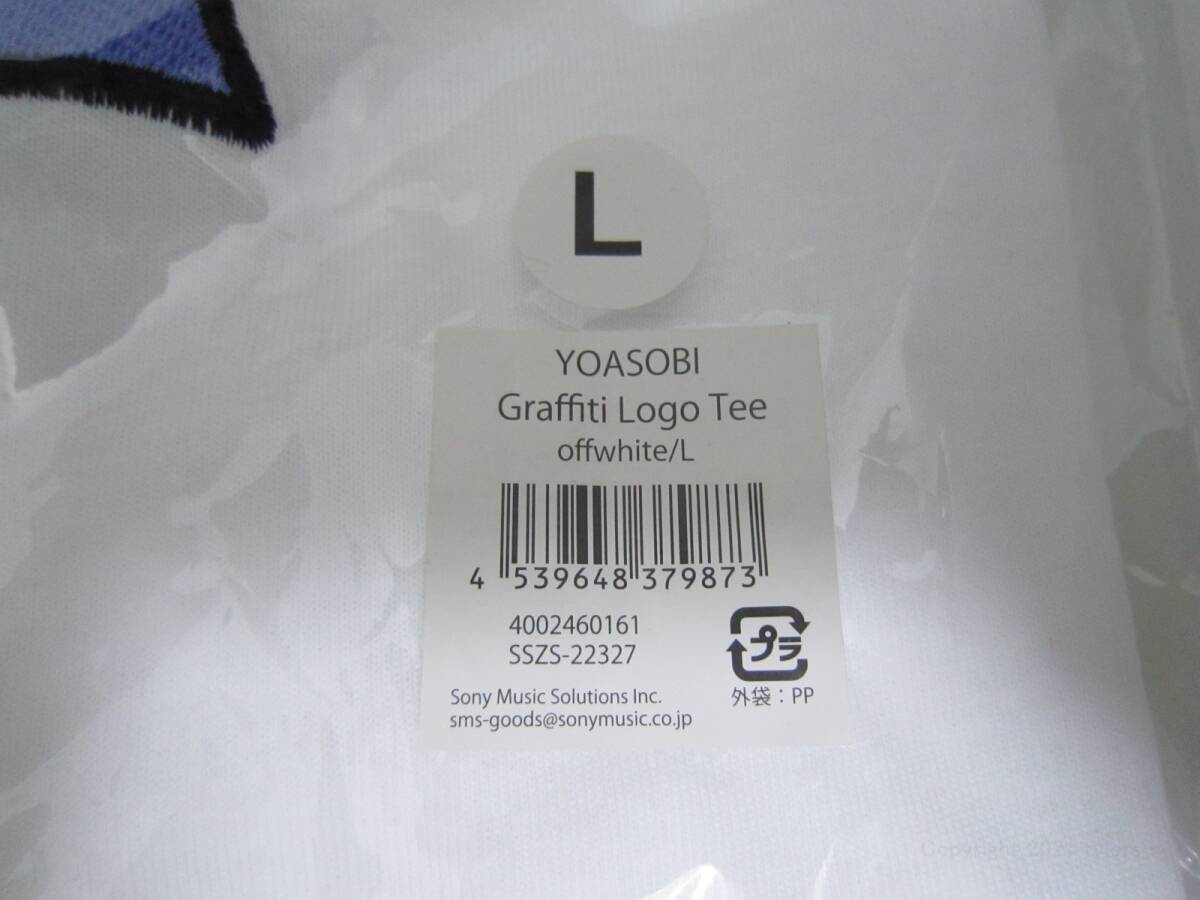 L
YOASOBI
Graffiti Logo Tee
offwhite/L
4 539648 379873
4002460161
SSZS-22327
プラ
外袋：PP
Sony Music Solutions Inc.
sms-goods@sonymusic.co.jp
Copyright